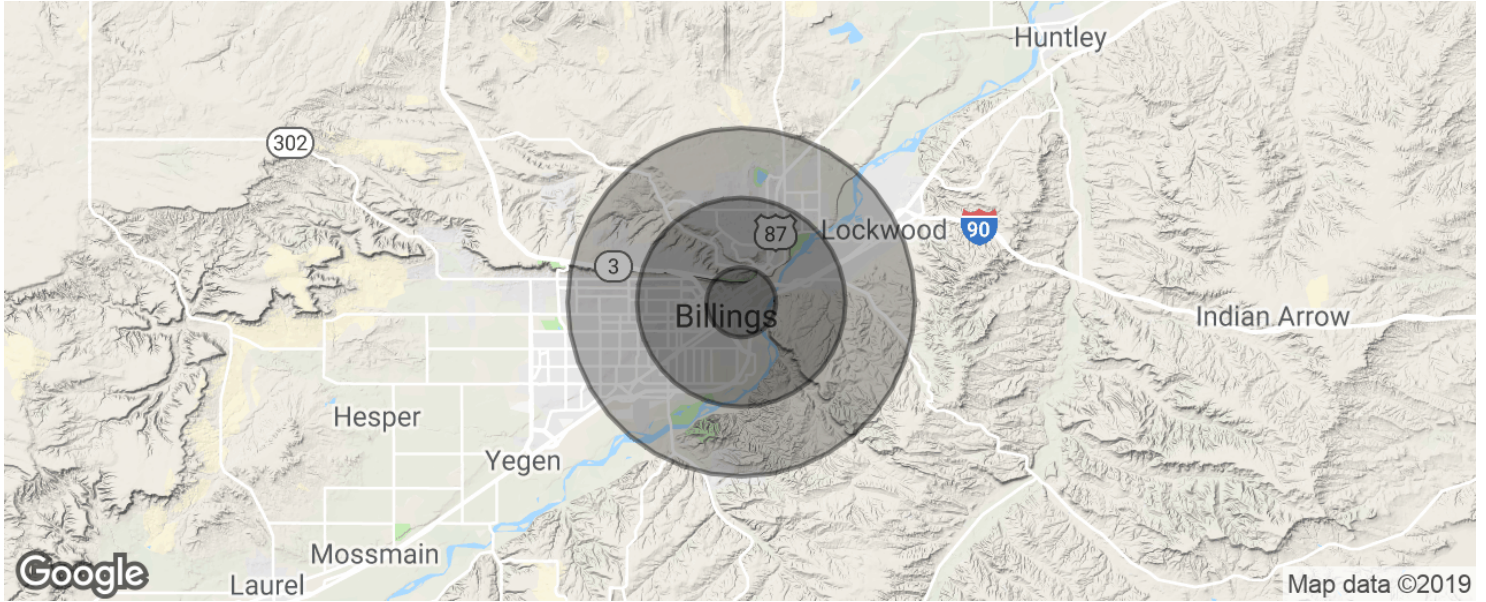 Huntley
302
87
Lockwood
90
3
Billings
Indian Arrow
Hesper
Yegen
Mossmain
Laurel
Google
Map data ©2019